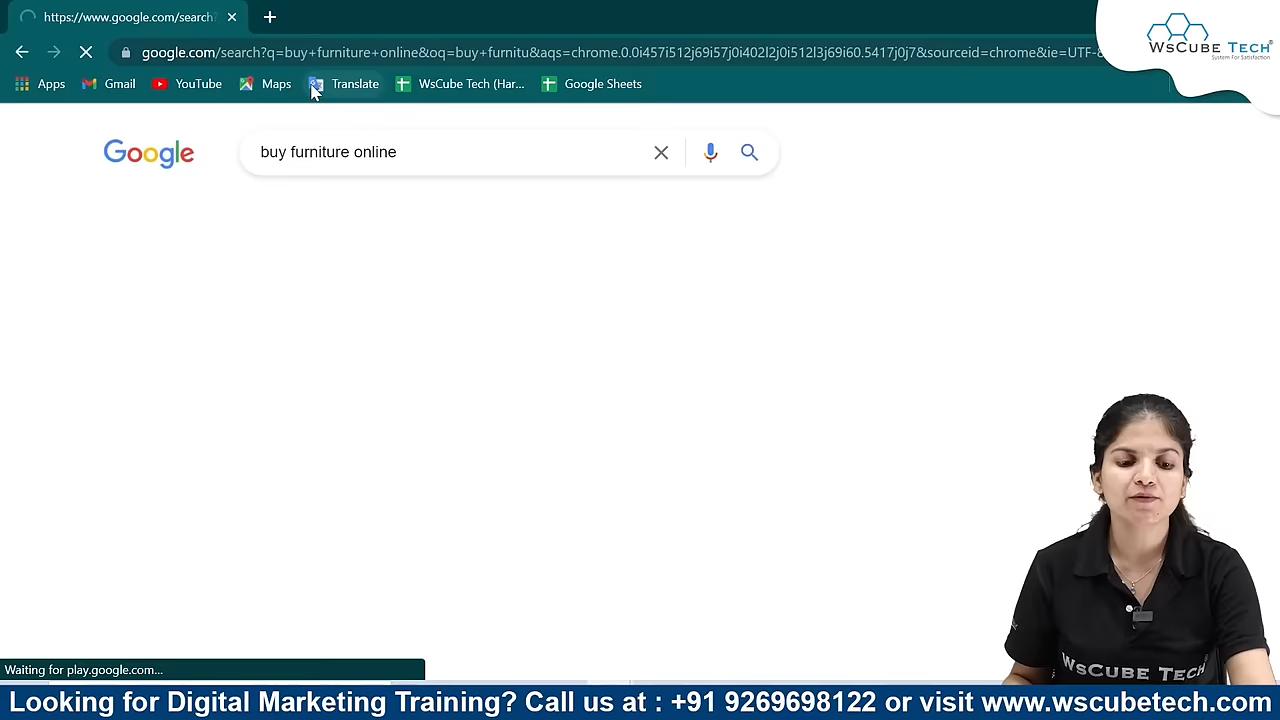 https://www.google.com/search?
google.com/search?q=buy+furniture+online&oq=buy+furnitu&aqs=chrome.0.0i457i512j69i57j0i402l2j0i512l3j69i60.5417j0j7&sourceid=chrome&ie=UTF-8
WsCube Tech®
System For Satisfaction
Apps Gmail YouTube Maps Translate WsCube Tech (Har... Google Sheets
Google
buy furniture online
WsCube Tech
Waiting for play.google.com...
Looking for Digital Marketing Training? Call us at : +91 9269698122 or visit www.wscubetech.com